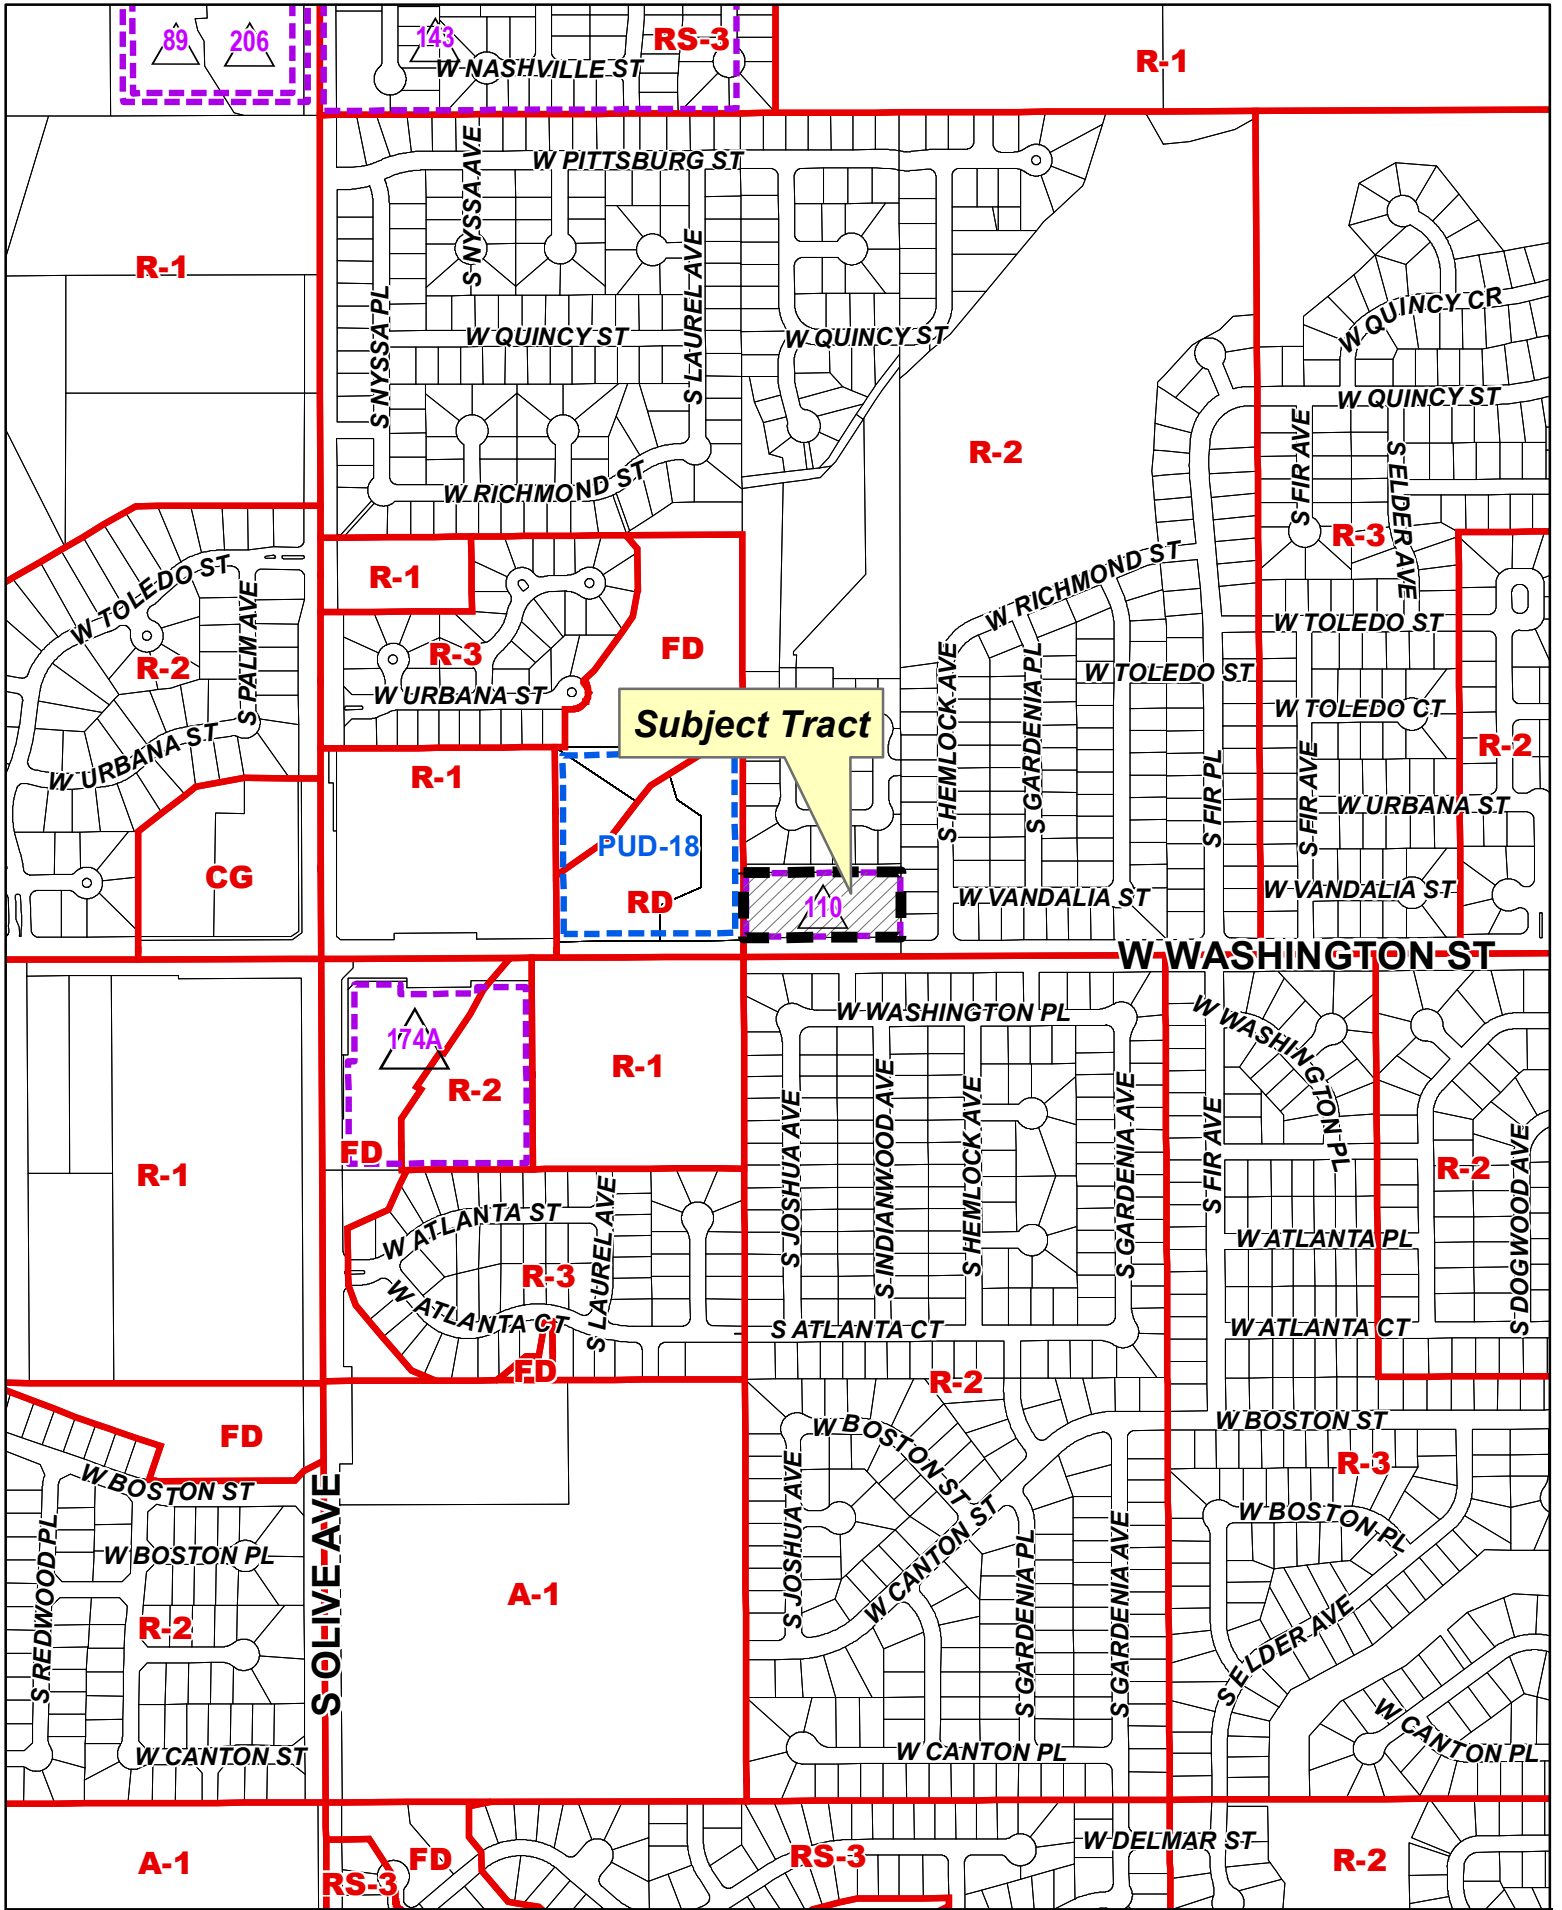 89
206
143
RS-3
W NASHVILLE ST
R-1
W PITTSBURG ST
S NYSSA AVE
R-1
S LAUREL AVE
S NYSSA PL
W QUINCY ST
W QUINCY ST
W QUINCY CR
W QUINCY ST
R-2
S FIR AVE
S ELDER AVE
W RICHMOND ST
R-3
R-1
W TOLEDO ST
S PALM AVE
W RICHMOND ST
W TOLEDO ST
R-2
R-3
FD
S HEMLOCK AVE
S GARDENIA PL
W TOLEDO ST
W URBANA ST
Subject Tract
W TOLEDO CT
W URBANA ST
R-1
R-2
S FIR PL
S FIR AVE
W URBANA ST
PUD-18
CG
RD
110
W VANDALIA ST
W VANDALIA ST
W WASHINGTON ST
W WASHINGTON PL
W WASHINGTON PL
174A
R-1
R-2
S JOSHUA AVE
S INDIANWOOD AVE
S HEMLOCK AVE
S GARDENIA AVE
S FIR AVE
FD
R-1
R-2
S DOGWOOD AVE
W ATLANTA ST
S LAUREL AVE
W ATLANTA PL
R-3
W ATLANTA CT
S ATLANTA CT
W ATLANTA CT
FD
R-2
W BOSTON ST
W BOSTON ST
FD
R-3
W BOSTON ST
S OLIVE AVE
S JOSHUA AVE
W CANTON ST
W BOSTON PL
S REDWOOD PL
W BOSTON PL
A-1
S GARDENIA PL
S GARDENIA AVE
S ELDER AVE
R-2
W CANTON ST
W CANTON PL
W CANTON PL
A-1
RS-3
FD
RS-3
W DELMAR ST
R-2